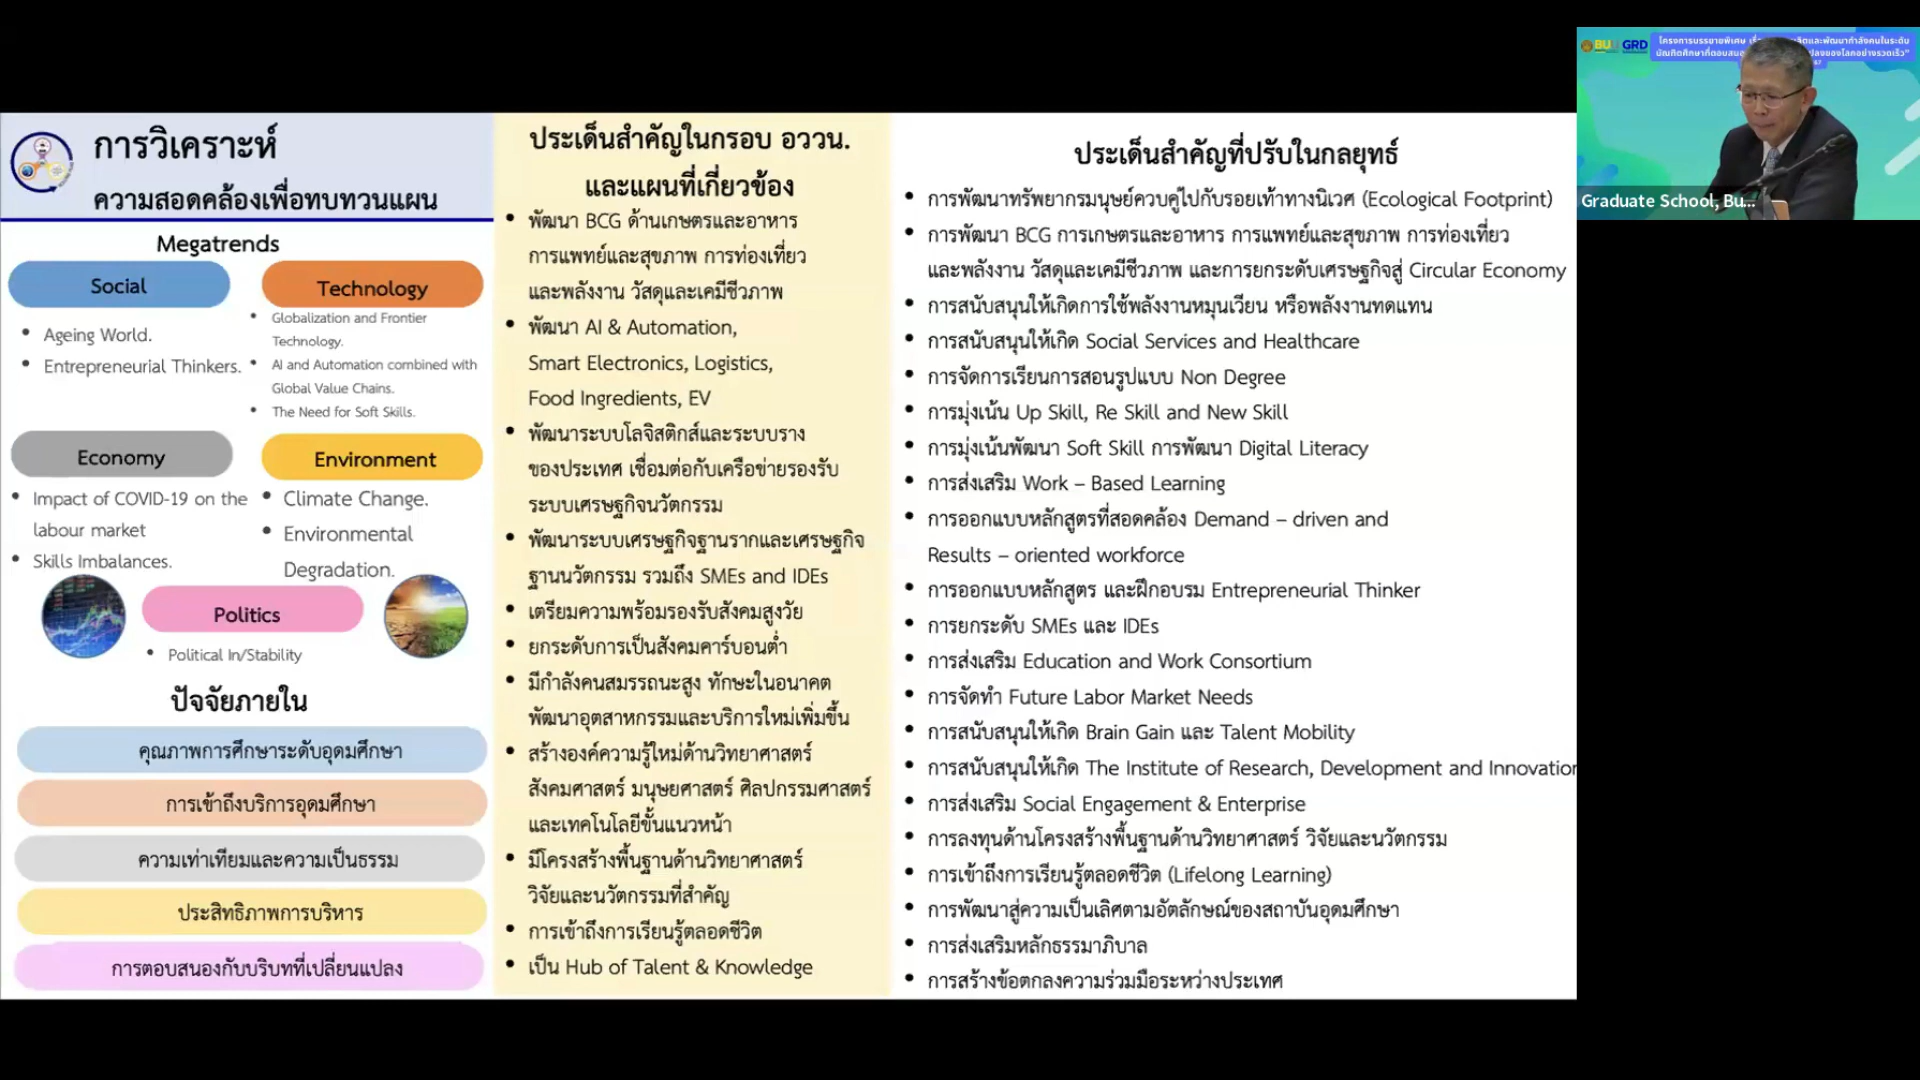 การวิเคราะห์
ความสอดคล้องเพื่อทบทวนแผน
Megatrends
Social
Ageing World.
Entrepreneurial Thinkers.
Technology
Globalization and Frontier
Technology.
AI and Automation combined with
Global Value Chains.
The Need for Soft Skills.
Economy
Impact of COVID-19 on the
labour market
Skills Imbalances.
Environment
Climate Change.
Environmental
Degradation.
Politics
Political In/Stability
ปัจจัยภายใน
คุณภาพการศึกษาระดับอุดมศึกษา
การเข้าถึงบริการอุดมศึกษา
ความเท่าเทียมและความเป็นธรรม
ประสิทธิภาพการบริหาร
การตอบสนองกับบริบทที่เปลี่ยนแปลง
ประเด็นสำคัญในกรอบ อววน.
และแผนที่เกี่ยวข้อง
พัฒนา BCG ด้านเกษตรและอาหาร
การแพทย์และสุขภาพ การท่องเที่ยว
และพลังงาน วัสดุและเคมีชีวภาพ
พัฒนา AI & Automation,
Smart Electronics, Logistics,
Food Ingredients, EV
พัฒนาระบบโลจิสติกส์และระบบราง
ของประเทศ เชื่อมต่อกับเครือข่ายรองรับ
ระบบเศรษฐกิจนวัตกรรม
พัฒนาระบบเศรษฐกิจฐานรากและเศรษฐกิจ
ฐานนวัตกรรม รวมถึง SMEs and IDEs
เตรียมความพร้อมรองรับสังคมสูงวัย
ยกระดับการเป็นสังคมคาร์บอนต่ำ
มีกำลังคนสมรรถนะสูง ทักษะในอนาคต
พัฒนาอุตสาหกรรมและบริการใหม่เพิ่มขึ้น
สร้างองค์ความรู้ใหม่ด้านวิทยาศาสตร์
สังคมศาสตร์ มนุษยศาสตร์ ศิลปกรรมศาสตร์
และเทคโนโลยีขั้นแนวหน้า
มีโครงสร้างพื้นฐานด้านวิทยาศาสตร์
วิจัยและนวัตกรรมที่สำคัญ
การเข้าถึงการเรียนรู้ตลอดชีวิต
เป็น Hub of Talent & Knowledge
ประเด็นสำคัญที่ปรับในกลยุทธ์
การพัฒนาทรัพยากรมนุษย์ควบคู่ไปกับรอยเท้าทางนิเวศ (Ecological Footprint)
การพัฒนา BCG การเกษตรและอาหาร การแพทย์และสุขภาพ การท่องเที่ยว
และพลังงาน วัสดุและเคมีชีวภาพ และการยกระดับเศรษฐกิจสู่ Circular Economy
การสนับสนุนให้เกิดการใช้พลังงานหมุนเวียน หรือพลังงานทดแทน
การสนับสนุนให้เกิด Social Services and Healthcare
การจัดการเรียนการสอนรูปแบบ Non Degree
การมุ่งเน้น Up Skill, Re Skill and New Skill
การมุ่งเน้นพัฒนา Soft Skill การพัฒนา Digital Literacy
การส่งเสริม Work – Based Learning
การออกแบบหลักสูตรที่สอดคล้อง Demand – driven and
Results – oriented workforce
การออกแบบหลักสูตร และฝึกอบรม Entrepreneurial Thinker
การยกระดับ SMEs และ IDEs
การส่งเสริม Education and Work Consortium
การจัดทำ Future Labor Market Needs
การสนับสนุนให้เกิด Brain Gain และ Talent Mobility
การสนับสนุนให้เกิด The Institute of Research, Development and Innovation
การส่งเสริม Social Engagement & Enterprise
การลงทุนด้านโครงสร้างพื้นฐานด้านวิทยาศาสตร์ วิจัยและนวัตกรรม
การเข้าถึงการเรียนรู้ตลอดชีวิต (Lifelong Learning)
การพัฒนาสู่ความเป็นเลิศตามอัตลักษณ์ของสถาบันอุดมศึกษา
การส่งเสริมหลักธรรมาภิบาล
การสร้างข้อตกลงความร่วมมือระหว่างประเทศ
GRD
โครงการบรรยายพิเศษ
Graduate School, Bu...